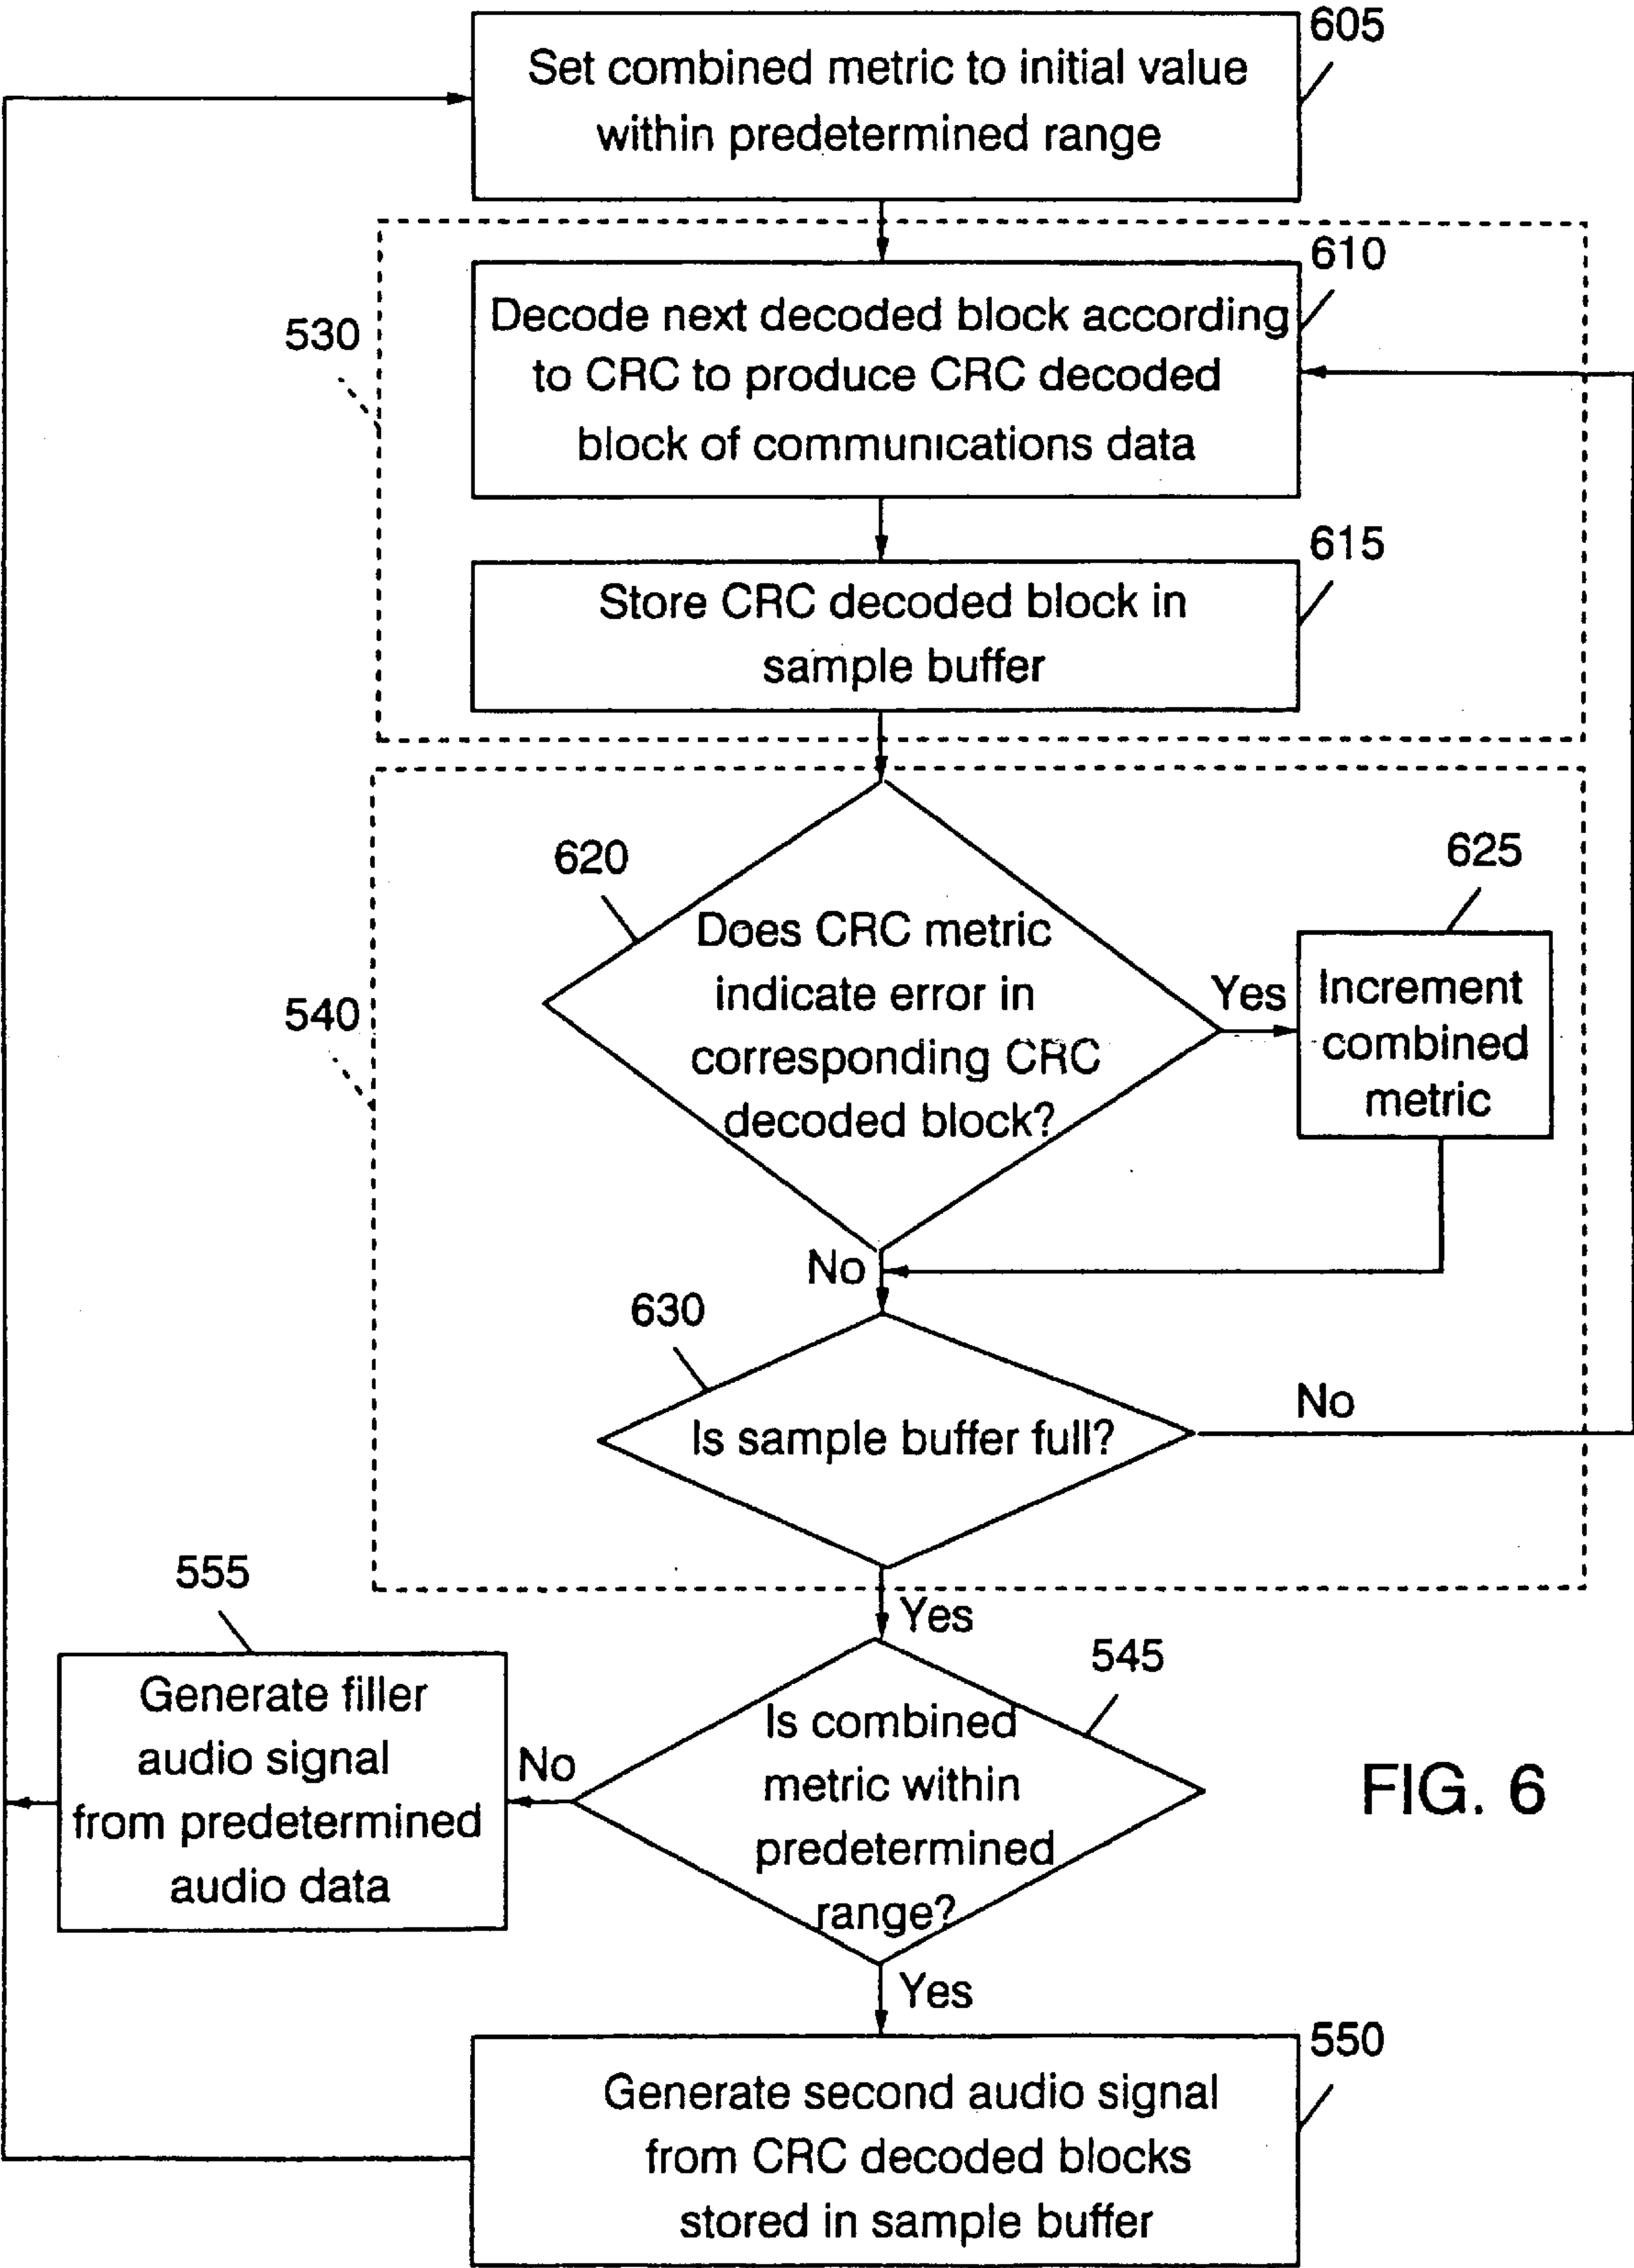 605
Set combined metric to initial value
within predetermined range
610
530
Decode next decoded block according
to CRC to produce CRC decoded
block of communications data
615
Store CRC decoded block in
sample buffer
620
625
Does CRC metric
indicate error in
corresponding CRC
decoded block?
Yes
Increment
combined
metric
540
No
630
Is sample buffer full?
No
Yes
555
545
Generate filler
audio signal
from predetermined
audio data
No
Is combined
metric within
predetermined
range?
FIG. 6
Yes
550
Generate second audio signal
from CRC decoded blocks
stored in sample buffer